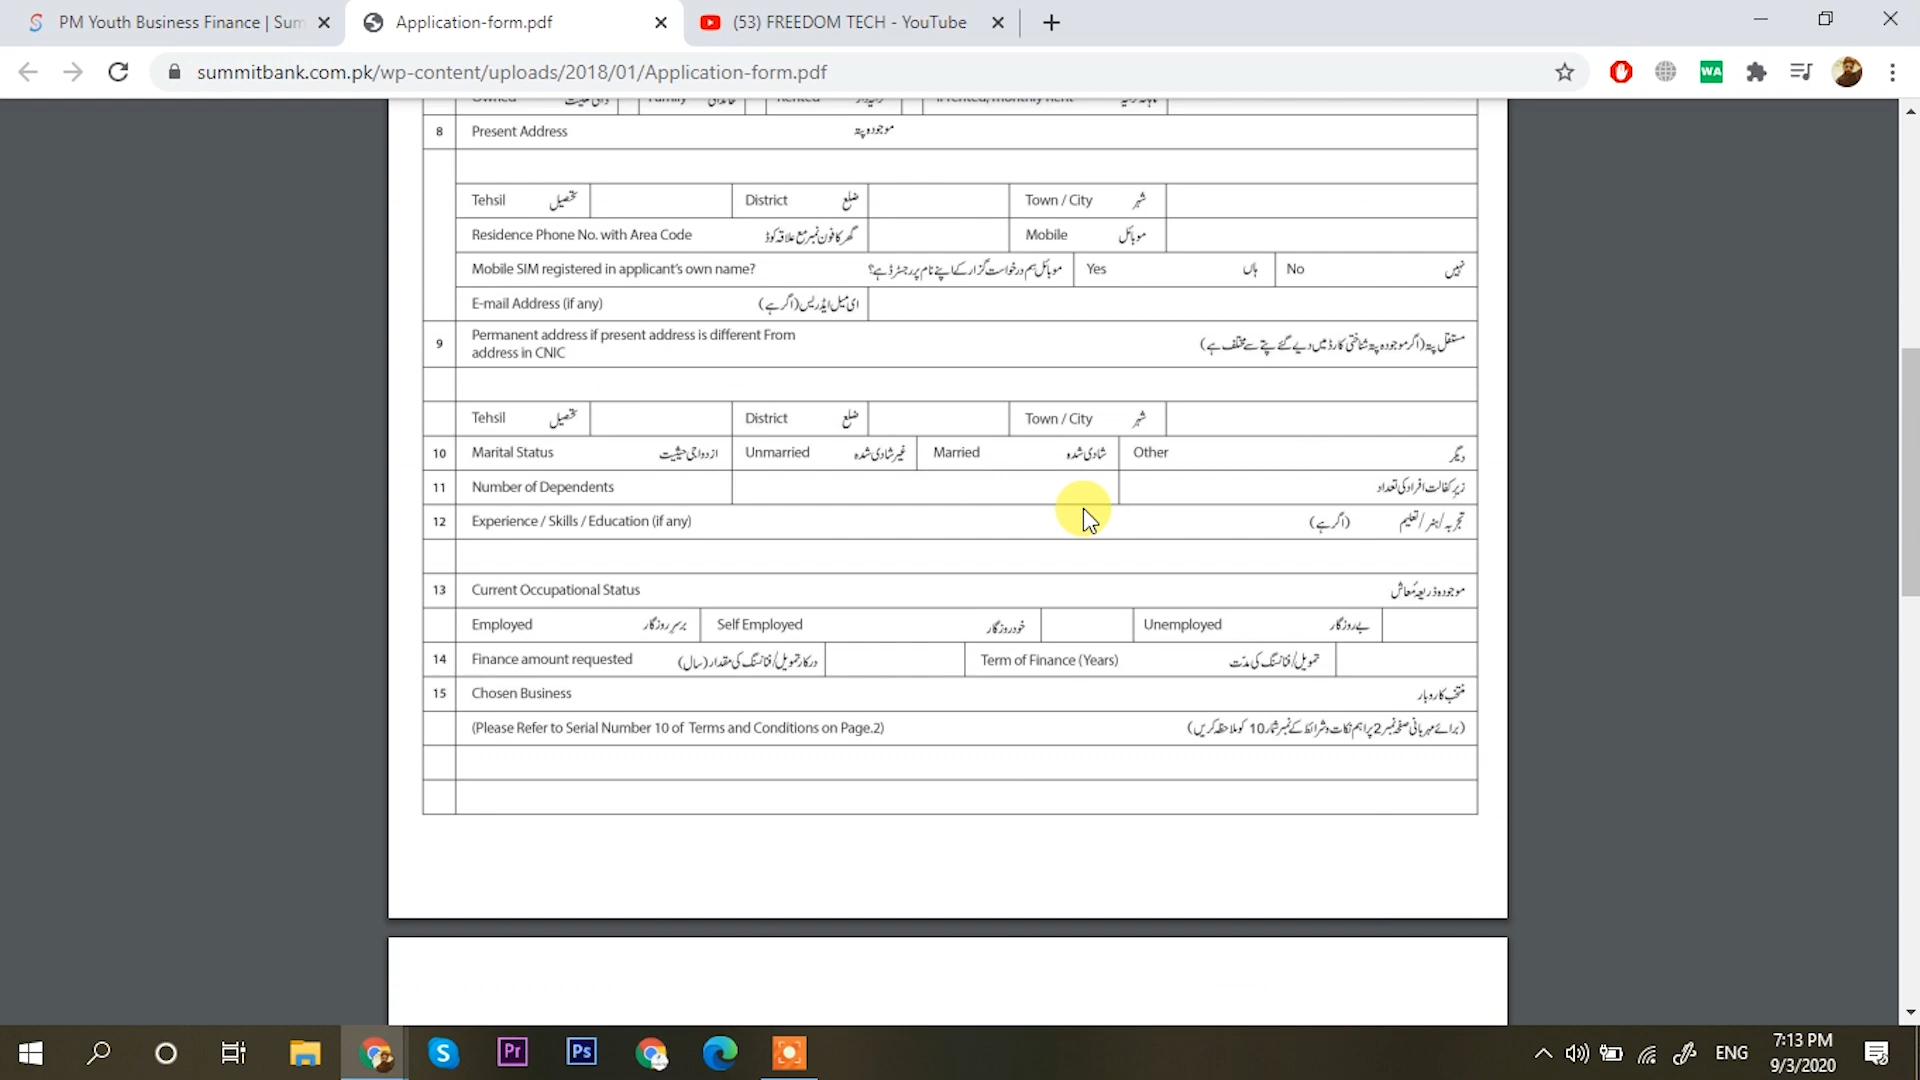 PM Youth Business Finance | Sum
Application-form.pdf
(53) FREEDOM TECH - YouTube
summitbank.com.pk/wp-content/uploads/2018/01/Application-form.pdf
WA
8 Present Address موجودہ پتہ
Tehsil تحصیل District ضلع Town / City شہر
Residence Phone No. with Area Code گھر کا فون نمبر مع علاقہ کوڈ Mobile موبائل
Mobile SIM registered in applicant's own name? موبائل سم درخواست گزار کے اپنے نام پر رجسٹرڈ ہے؟ Yes ہاں No نہیں
E-mail Address (if any) ای میل ایڈریس (اگر ہے)
9 Permanent address if present address is different From
address in CNIC مستقل پتہ (اگر موجودہ پتہ شناختی کارڈ میں دیے گئے پتے سے مختلف ہے)
Tehsil تحصیل District ضلع Town / City شہر
10 Marital Status ازدواجی حیثیت Unmarried غیر شادی شدہ Married شادی شدہ Other دیگر
11 Number of Dependents زیرِ کفالت افراد کی تعداد
12 Experience / Skills / Education (if any) تجربہ/ہنر/تعلیم (اگر ہے)
13 Current Occupational Status موجودہ ذریعۂ معاش
Employed برسرِ روزگار Self Employed خود روزگار Unemployed بے روزگار
14 Finance amount requested درکار تمویل/فنانسنگ کی مقدار (سال) Term of Finance (Years) تمویل/فنانسنگ کی مدّت
15 Chosen Business منتخب کاروبار
(Please Refer to Serial Number 10 of Terms and Conditions on Page.2) (برائے مہربانی صفحہ نمبر 2 پر اہم نکات و شرائط کے نمبر شمار 10 کو ملاحظہ کریں)
Pr
Ps
ENG
7:13 PM
9/3/2020